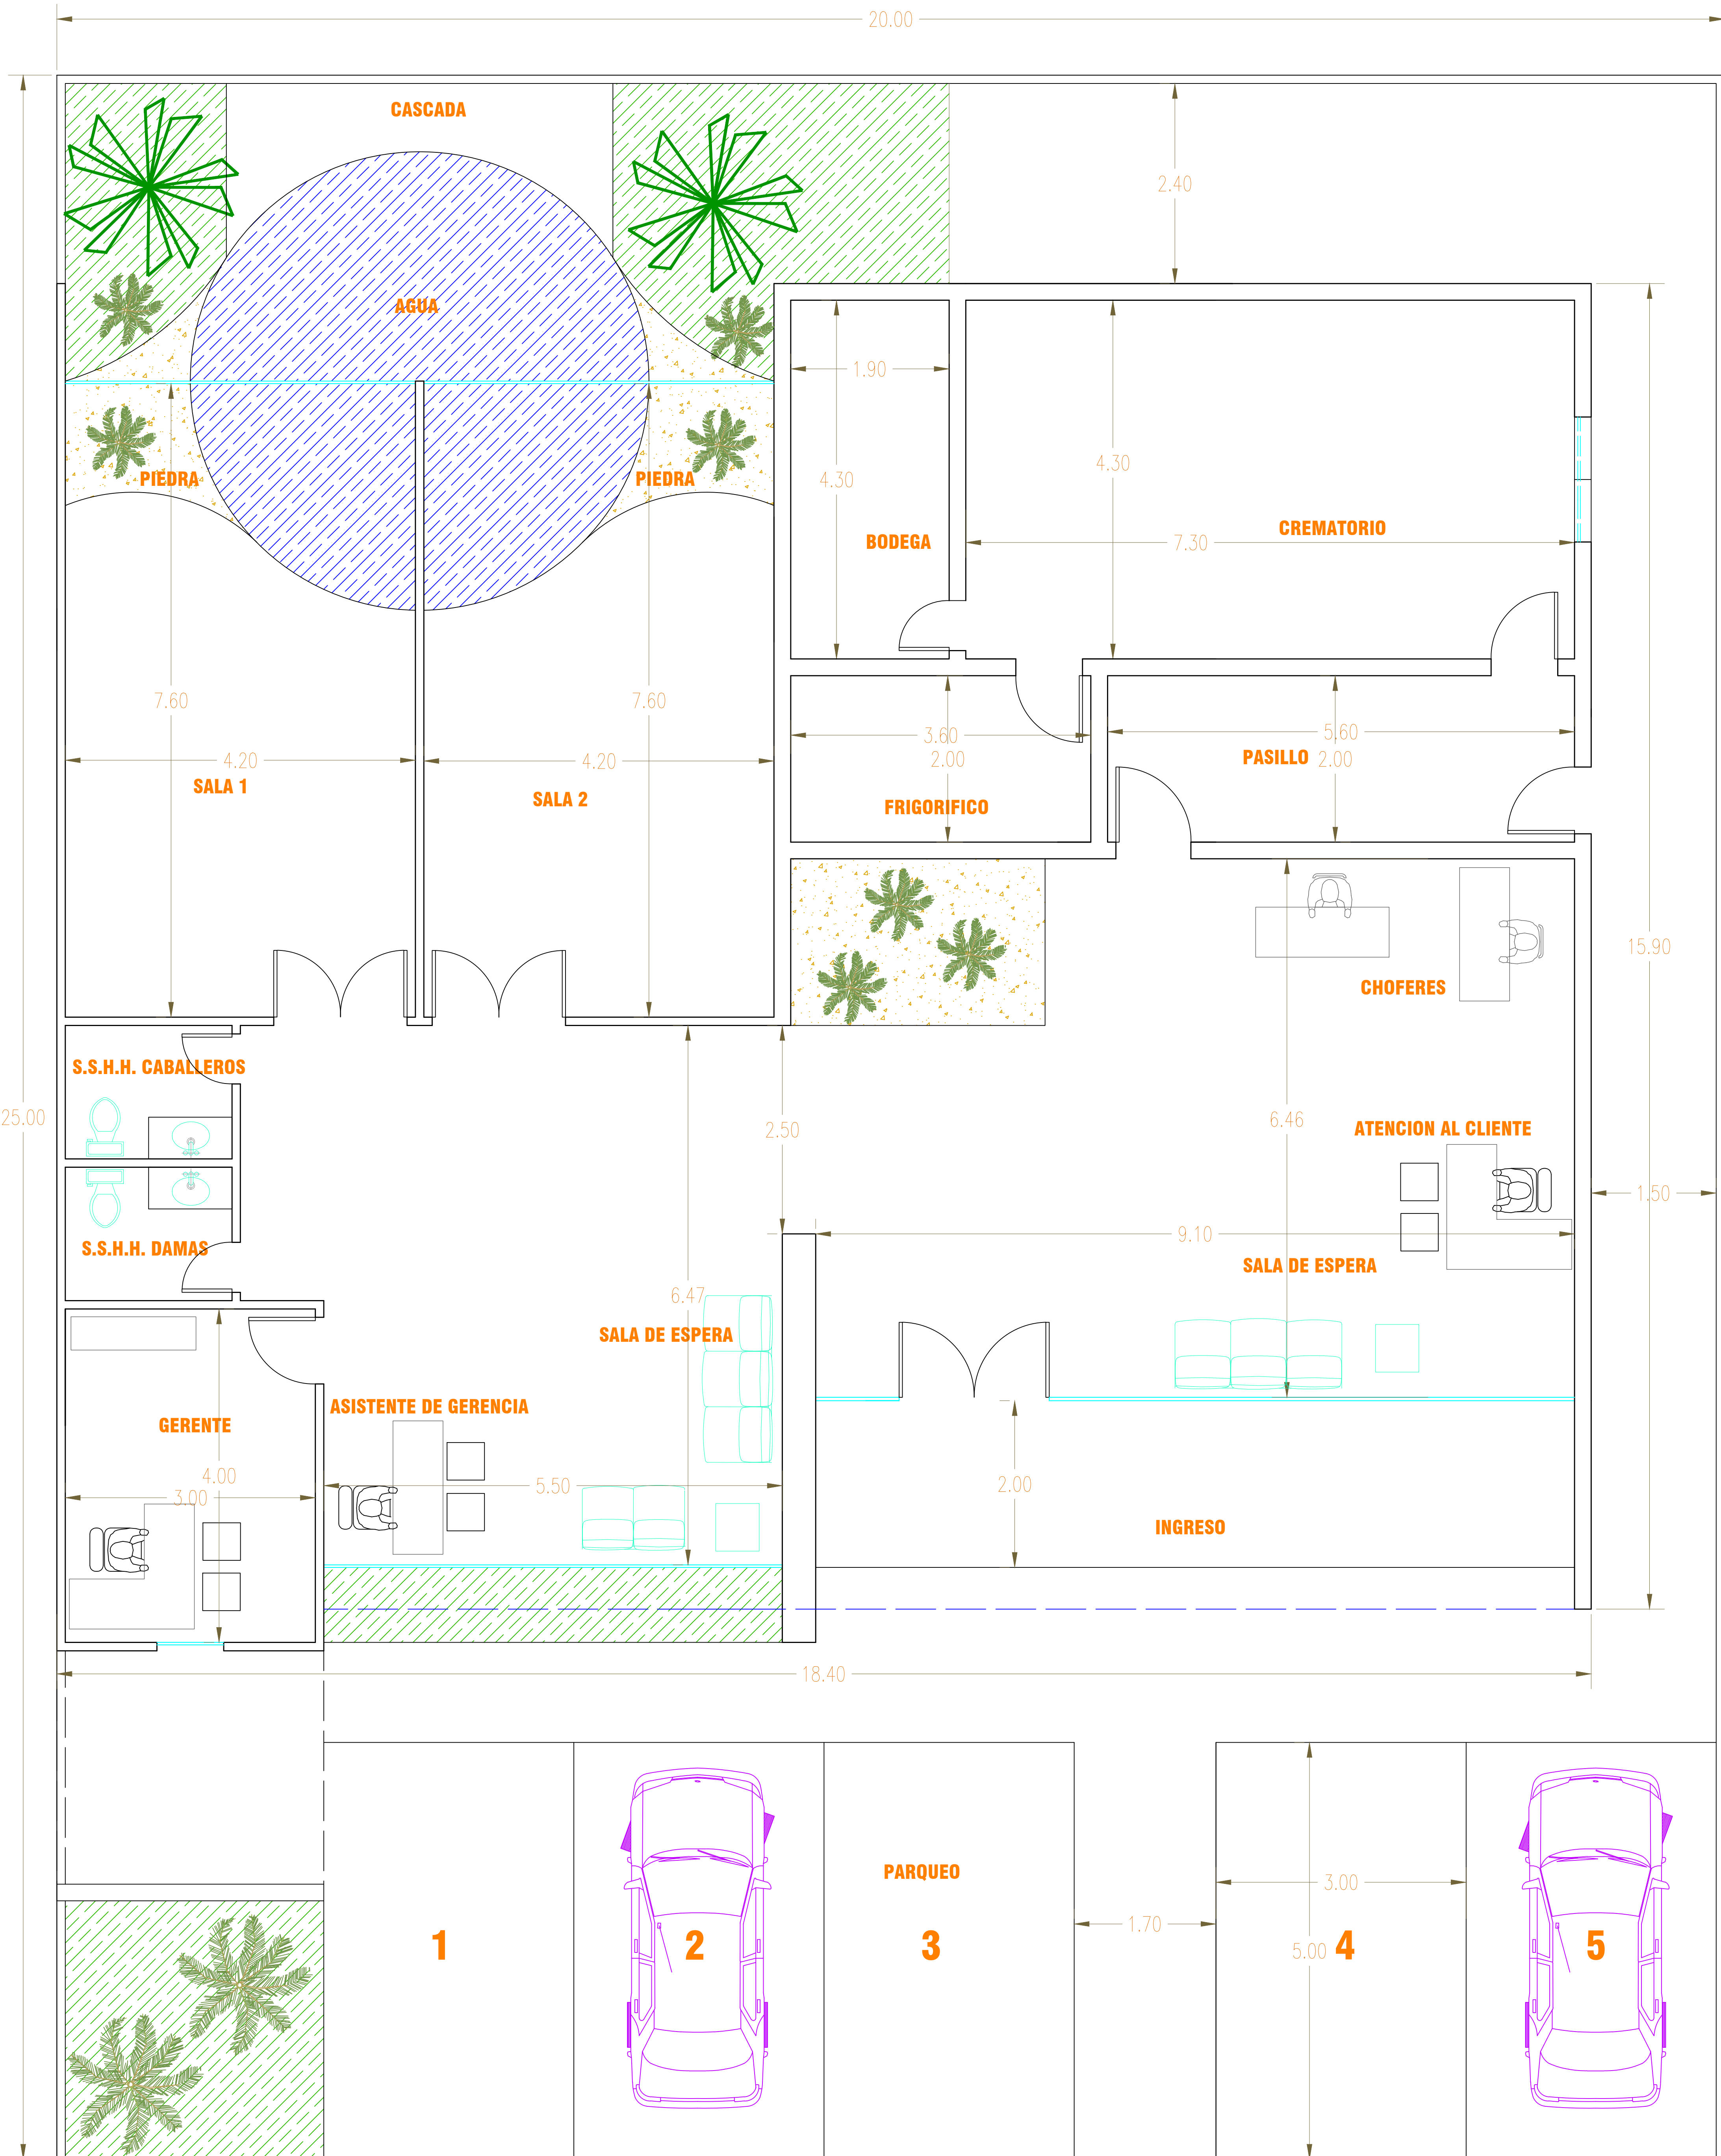 20.00
CASCADA
2.40
AGUA
1.90
4.30
4.30
PIEDRA
PIEDRA
BODEGA
7.30
CREMATORIO
7.60
7.60
4.20
4.20
SALA 1
SALA 2
3.60
2.00
FRIGORIFICO
5.60
PASILLO
2.00
15.90
CHOFERES
S.S.H.H. CABALLEROS
25.00
2.50
6.46
ATENCION AL CLIENTE
1.50
S.S.H.H. DAMAS
9.10
SALA DE ESPERA
6.47
SALA DE ESPERA
ASISTENTE DE GERENCIA
GERENTE
4.00
3.00
5.50
2.00
INGRESO
18.40
PARQUEO
3.00
1.70
5.00
1
2
3
4
5